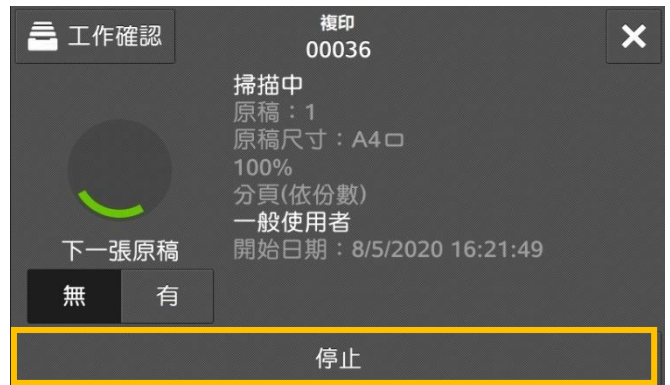 工作確認
複印
00036
掃描中
原稿：1
原稿尺寸：A4
100%
分頁(依份數)
一般使用者
開始日期：8/5/2020 16:21:49
下一張原稿
無 有
停止